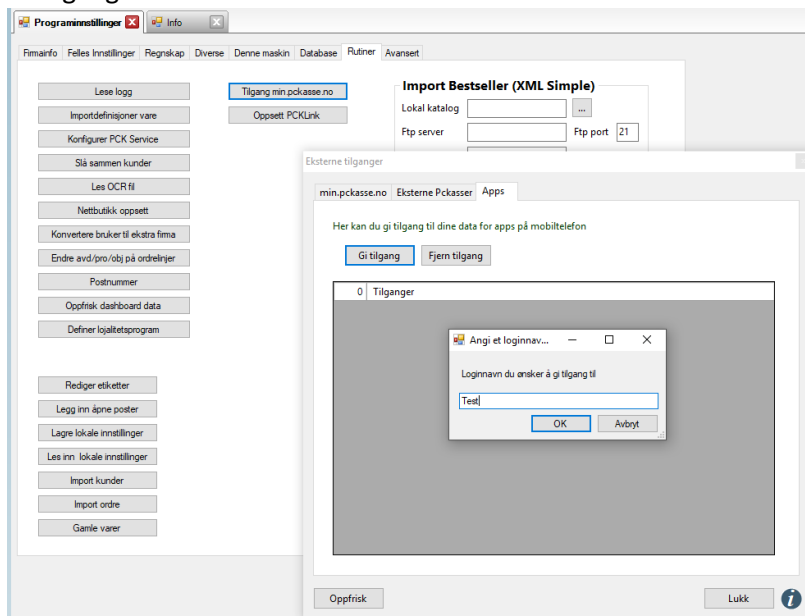 Programinnstillinger Info
Firmainfo Felles Innstillinger Regnskap Diverse Denne maskin Database Rutiner Avansert
Lese logg
Importdefinisjoner vare
Konfigurer PCK Service
Slå sammen kunder
Les OCR fil
Nettbutikk oppsett
Konvertere bruker til ekstra firma
Endre avd/pro/obj på ordrelinjer
Postnummer
Oppfrisk dashboard data
Definer lojalitetsprogram
Rediger etiketter
Legg inn åpne poster
Lagre lokale innstillinger
Les inn lokale innstillinger
Import kunder
Import ordre
Gamle varer
Tilgang min.pckasse.no
Oppsett PCKLink
Import Bestseller (XML Simple)
Lokal katalog ...
Ftp server Ftp port 21
Eksterne tilganger
min.pckasse.no Eksterne Pckasser Apps
Her kan du gi tilgang til dine data for apps på mobiltelefon
Gi tilgang Fjern tilgang
0 Tilganger
Angi et loginnav...
Loginnavn du ønsker å gi tilgang til
Test
OK Avbryt
Oppfrisk Lukk i